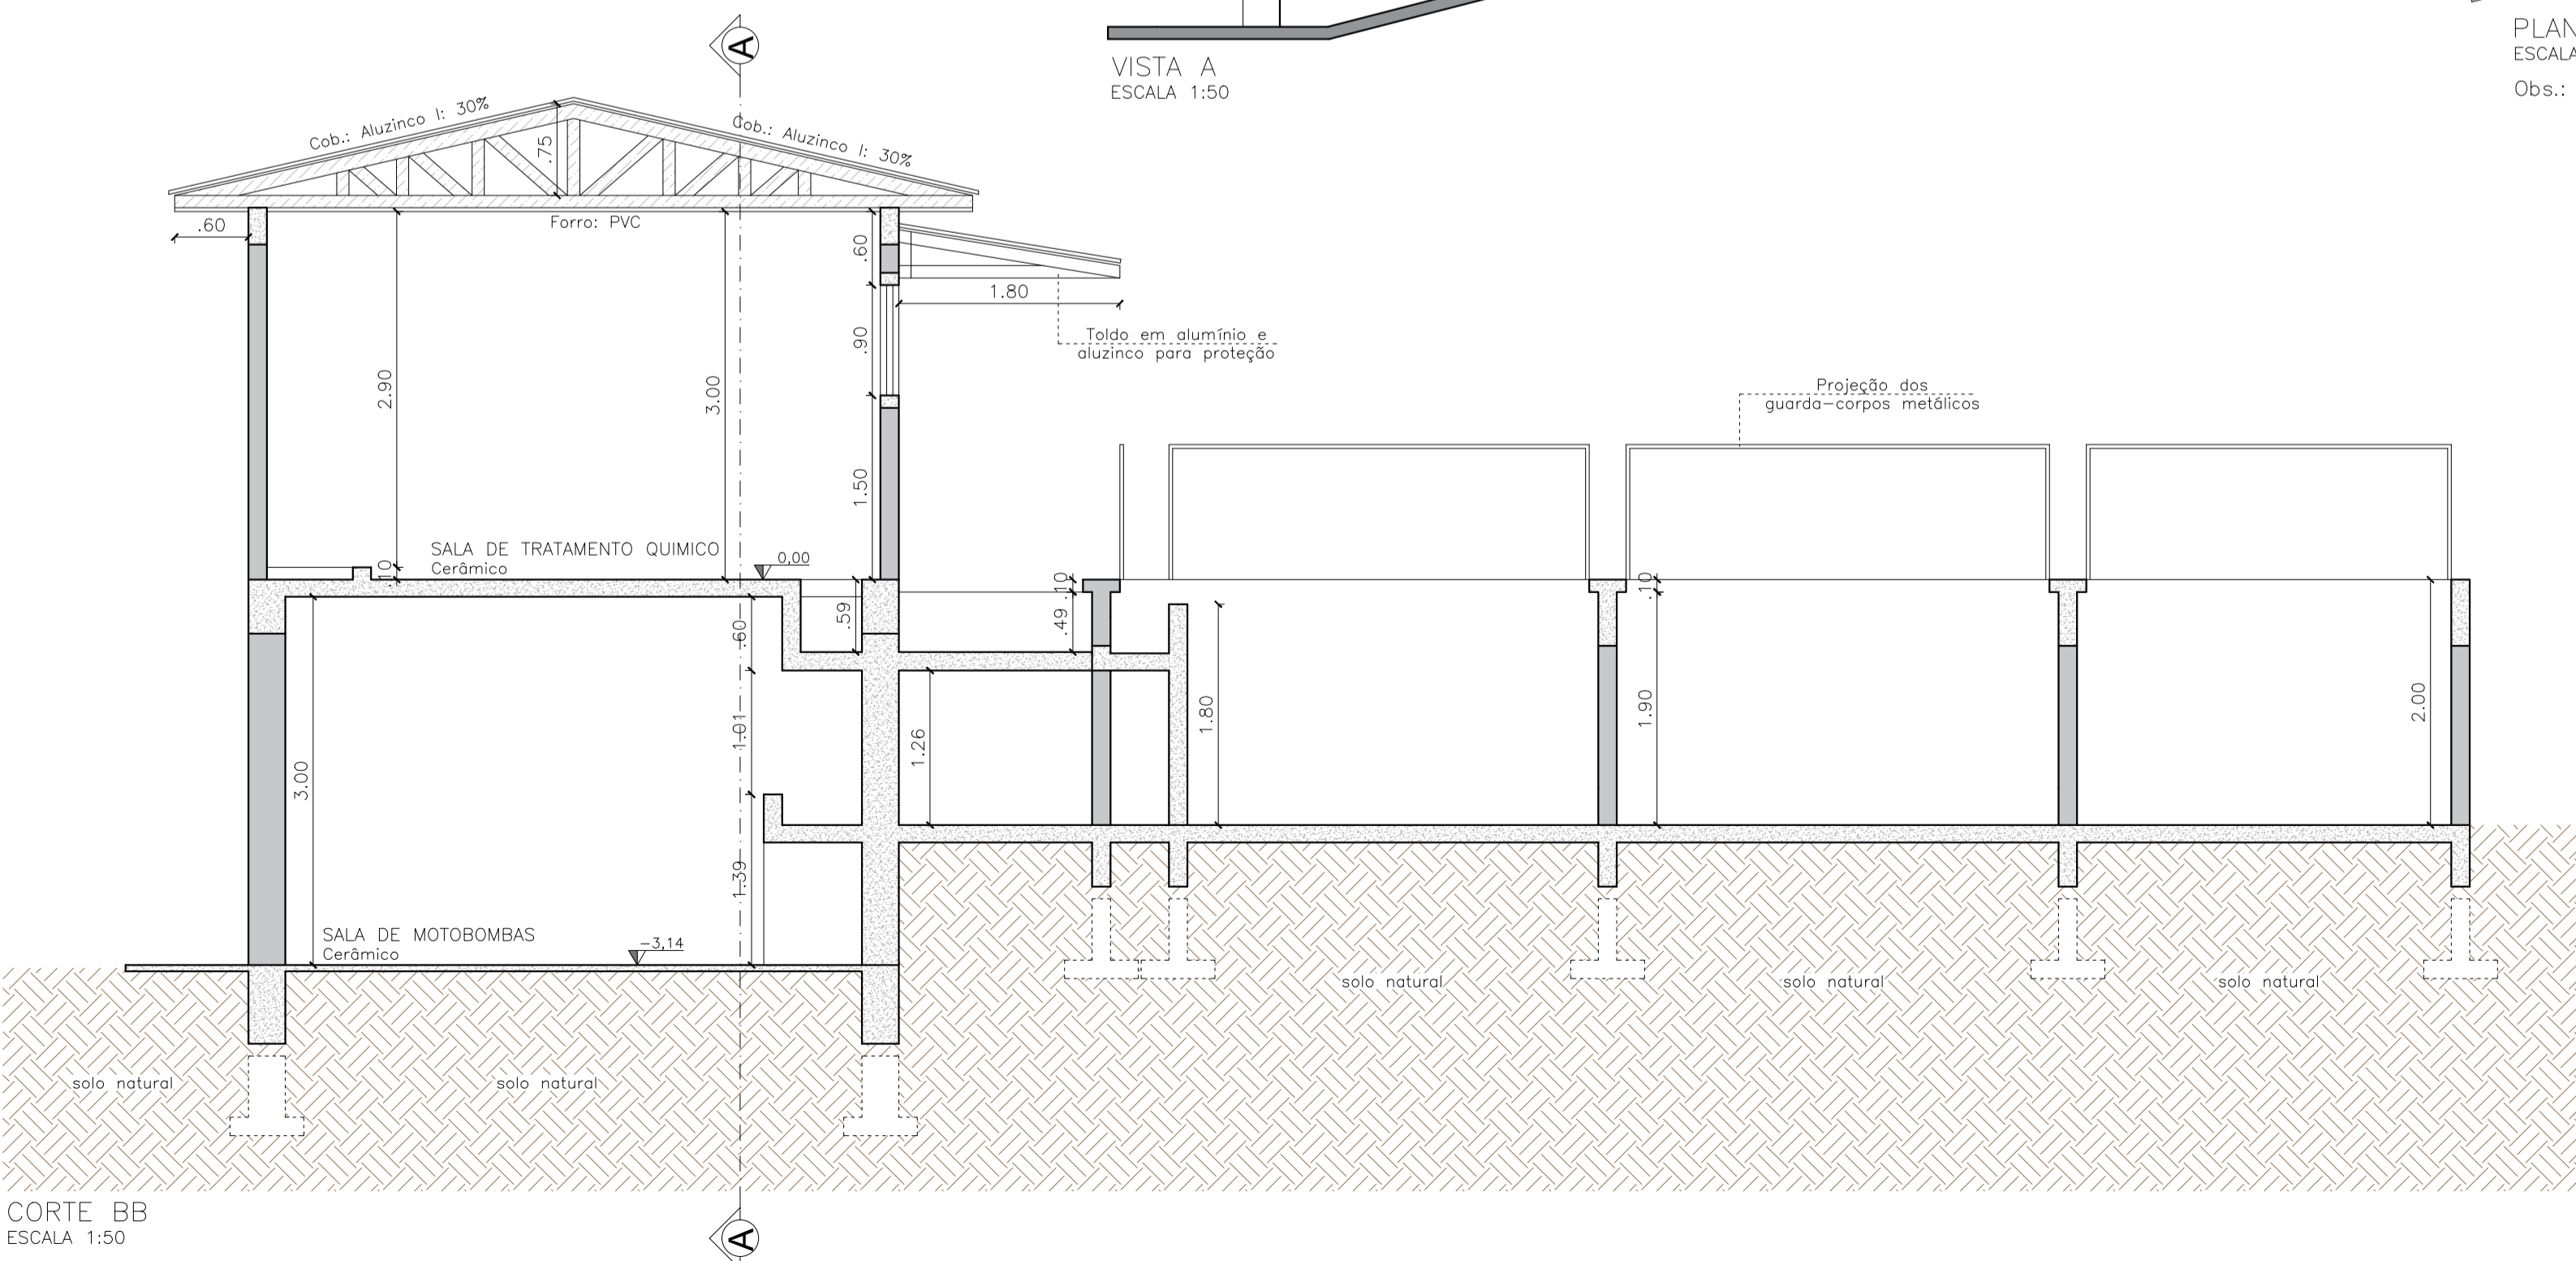 VISTA A
ESCALA 1:50
PLAN
ESCALA
Obs.:
A
Cob.: Aluzinco I: 30%
Cob.: Aluzinco I: 30%
.75
.60
Forro: PVC
.60
1.80
Toldo em alumínio e
aluzinco para proteção
.90
2.90
3.00
Projeção dos
guarda-corpos metálicos
1.50
SALA DE TRATAMENTO QUIMICO
Cerâmico
0,00
.10
.10
.10
.59
.49
.60
1.01
1.26
1.80
1.90
2.00
3.00
1.39
SALA DE MOTOBOMBAS
Cerâmico
-3,14
solo natural
solo natural
solo natural
solo natural
solo natural
CORTE BB
ESCALA 1:50
A